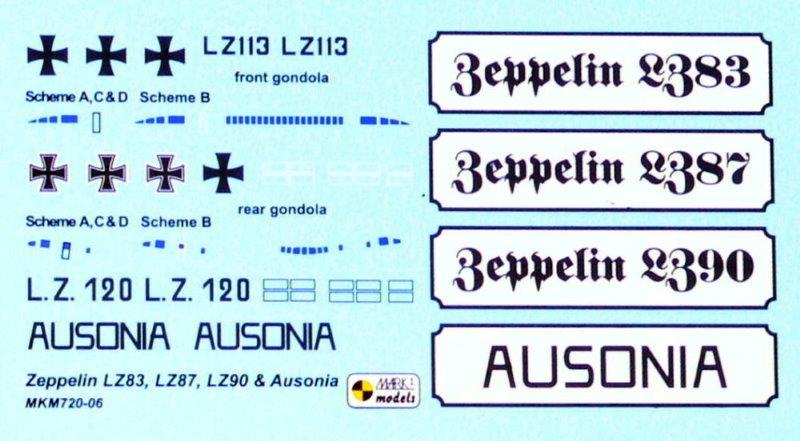 LZ113 LZ113
front gondola
Scheme A, C & D Scheme B
rear gondola
Scheme A, C & D Scheme B
L.Z. 120 L.Z. 120
AUSONIA AUSONIA
Zeppelin LZ83, LZ87, LZ90 & Ausonia
MKM720-06
MARK I
models
Zeppelin LZ83
Zeppelin LZ87
Zeppelin LZ90
AUSONIA